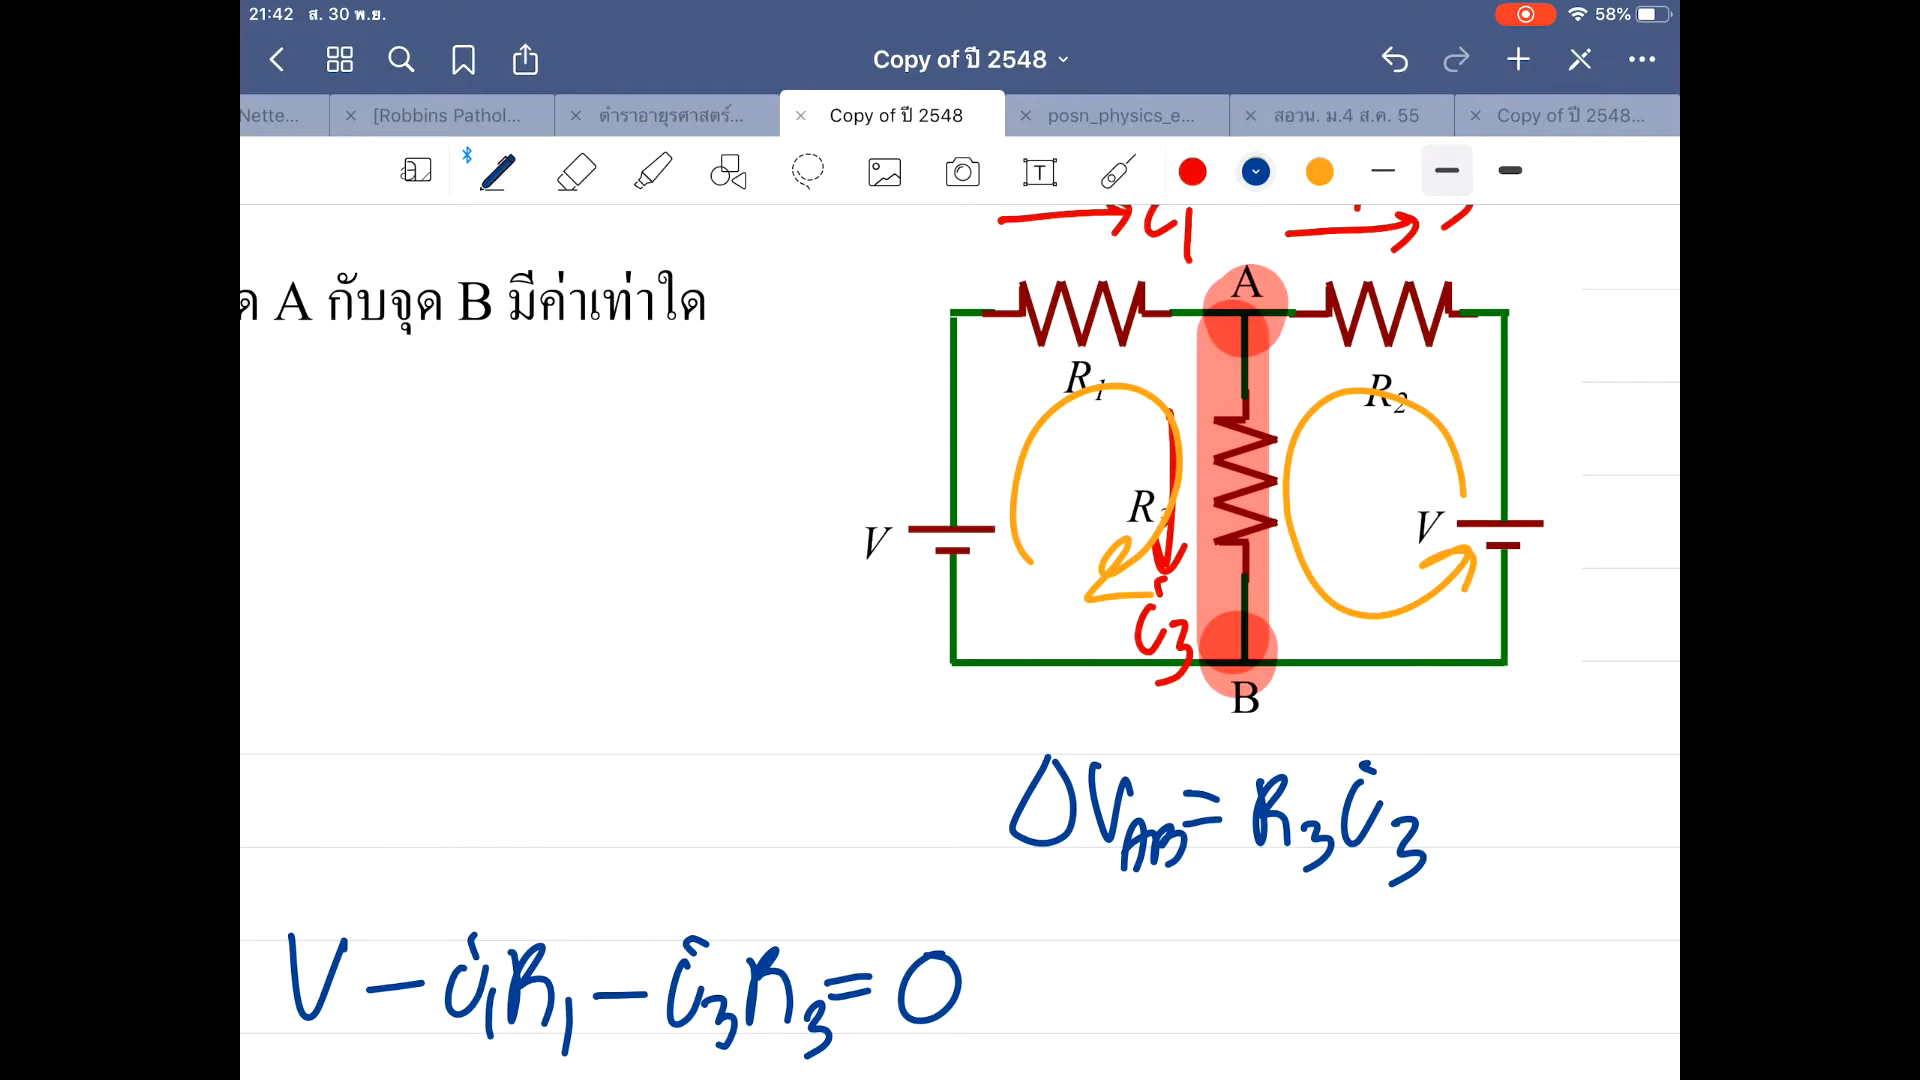 21:42 ส. 30 พ.ย. 58%
Copy of ปี 2548
Nette... [Robbins Pathol... ตำราอายุรศาสตร์... Copy of ปี 2548 posn_physics_e... สอวน. ม.4 ส.ค. 55 Copy of ปี 2548...
i₁
A
ด A กับจุด B มีค่าเท่าใด
R₁ R₂
R
V V
i₃
B
ΔV_AB = R₃i₃
V − i₁R₁ − i₃R₃ = 0